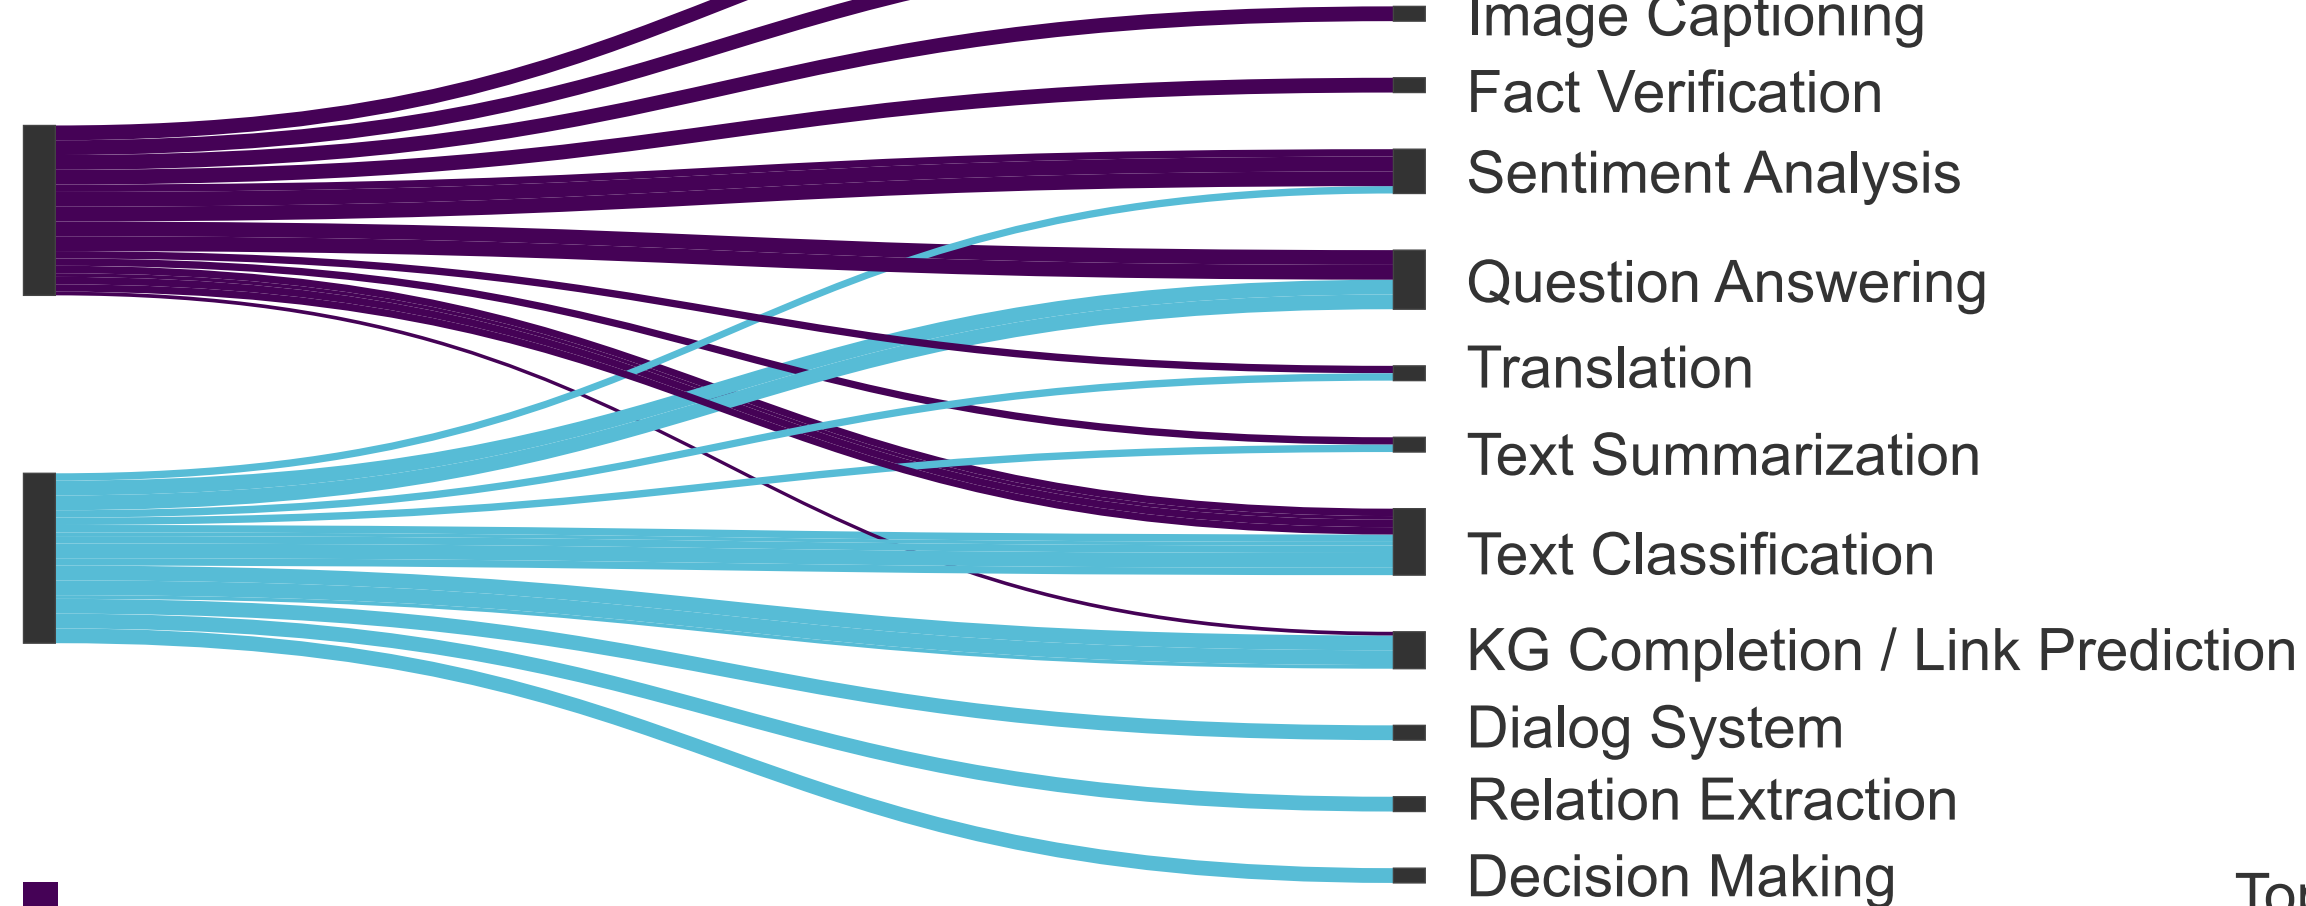 Image Captioning
Fact Verification
Sentiment Analysis
Question Answering
Translation
Text Summarization
Text Classification
KG Completion / Link Prediction
Dialog System
Relation Extraction
Decision Making